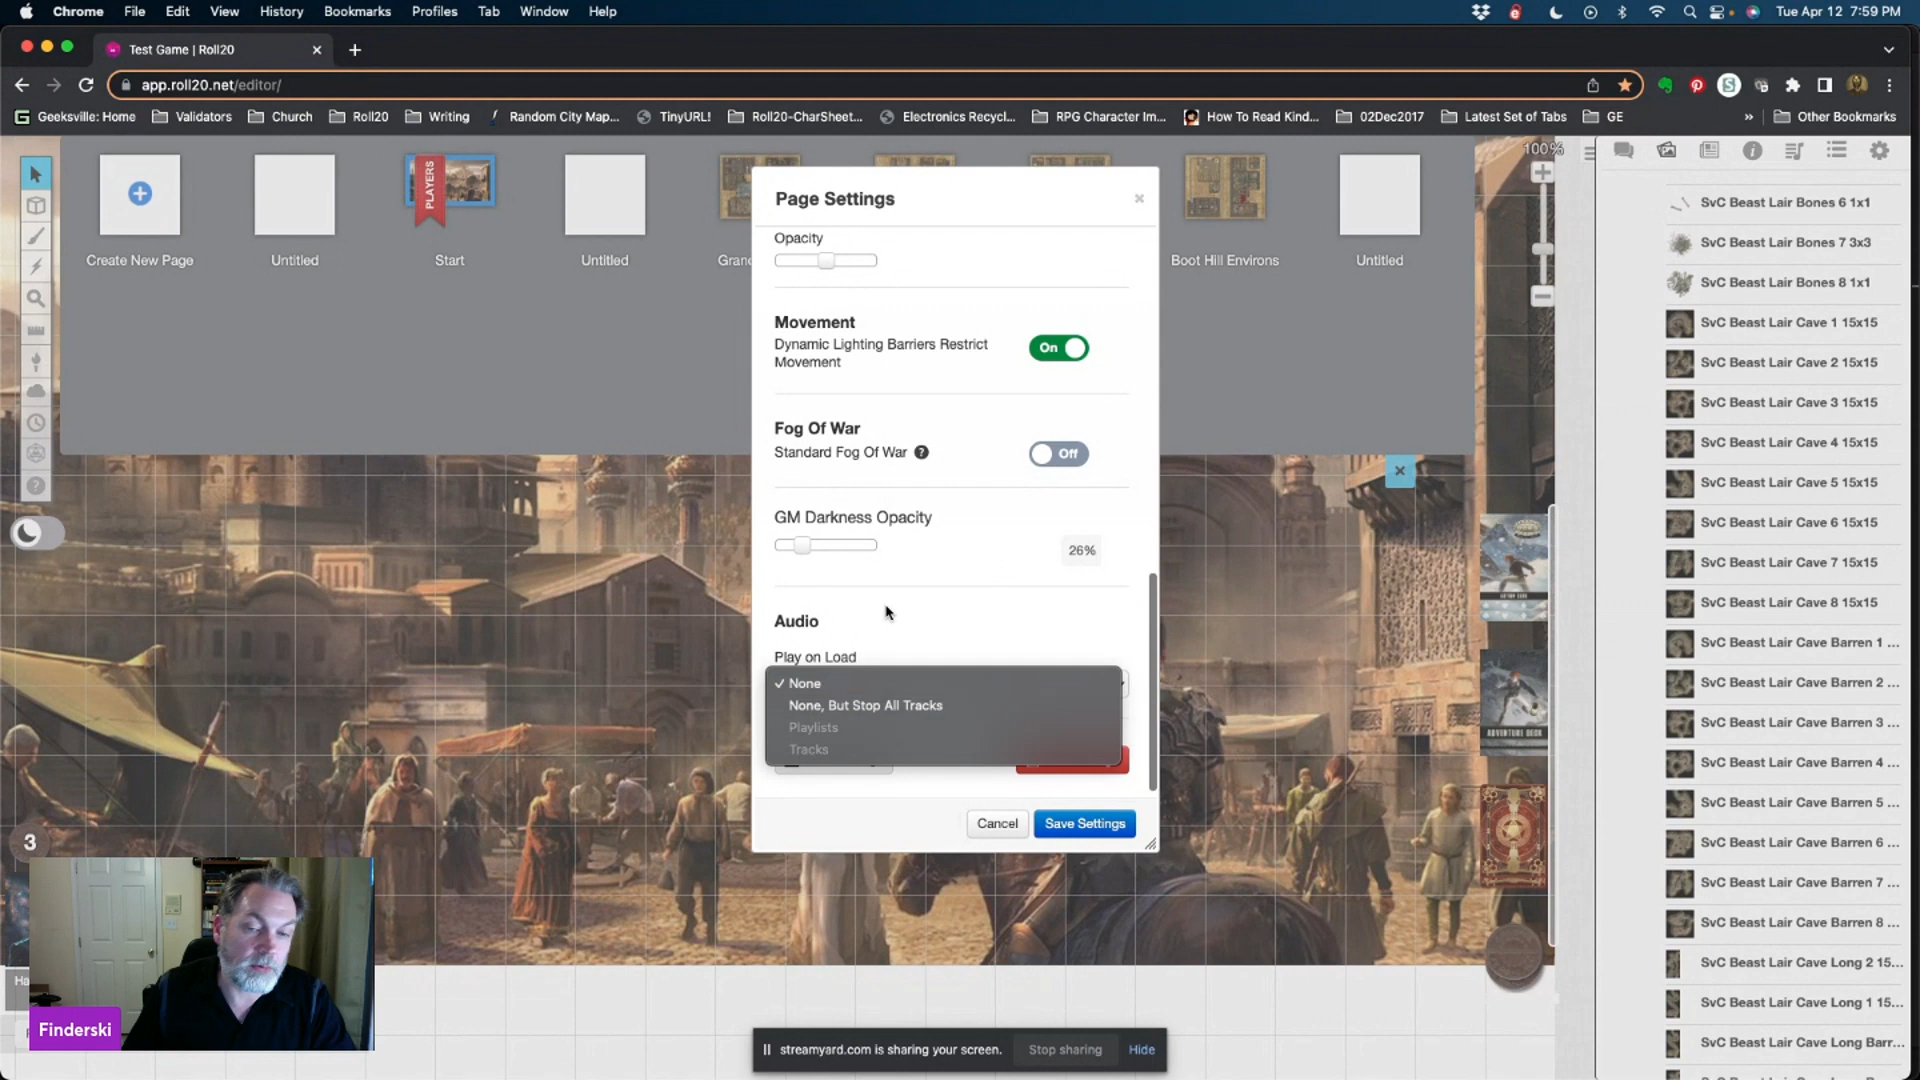 Chrome File Edit View History Bookmarks Profiles Tab Window Help
Tue Apr 12 7:59 PM
Test Game | Roll20
app.roll20.net/editor/
Geeksville: Home Validators Church Roll20 Writing Random City Map... TinyURL! Roll20-CharSheet... Electronics Recycl... RPG Character Im... How To Read Kind... 02Dec2017 Latest Set of Tabs GE » Other Bookmarks
100%
PLAYERS
Create New Page
Untitled
Start
Untitled
Boot Hill Environs
Untitled
Page Settings
Opacity
Movement
Dynamic Lighting Barriers Restrict
Movement
On
Fog Of War
Standard Fog Of War
Off
GM Darkness Opacity
26%
Audio
Play on Load
None
None, But Stop All Tracks
Playlists
Tracks
Cancel
Save Settings
SvC Beast Lair Bones 6 1x1
SvC Beast Lair Bones 7 3x3
SvC Beast Lair Bones 8 1x1
SvC Beast Lair Cave 1 15x15
SvC Beast Lair Cave 2 15x15
SvC Beast Lair Cave 3 15x15
SvC Beast Lair Cave 4 15x15
SvC Beast Lair Cave 5 15x15
SvC Beast Lair Cave 6 15x15
SvC Beast Lair Cave 7 15x15
SvC Beast Lair Cave 8 15x15
SvC Beast Lair Cave Barren 1 ...
SvC Beast Lair Cave Barren 2 ...
SvC Beast Lair Cave Barren 3 ...
SvC Beast Lair Cave Barren 4 ...
SvC Beast Lair Cave Barren 5 ...
SvC Beast Lair Cave Barren 6 ...
SvC Beast Lair Cave Barren 7 ...
SvC Beast Lair Cave Barren 8 ...
SvC Beast Lair Cave Long 2 15...
SvC Beast Lair Cave Long 1 15...
SvC Beast Lair Cave Long Barr...
ADVENTURE DECK
3
Finderski
streamyard.com is sharing your screen.
Stop sharing
Hide